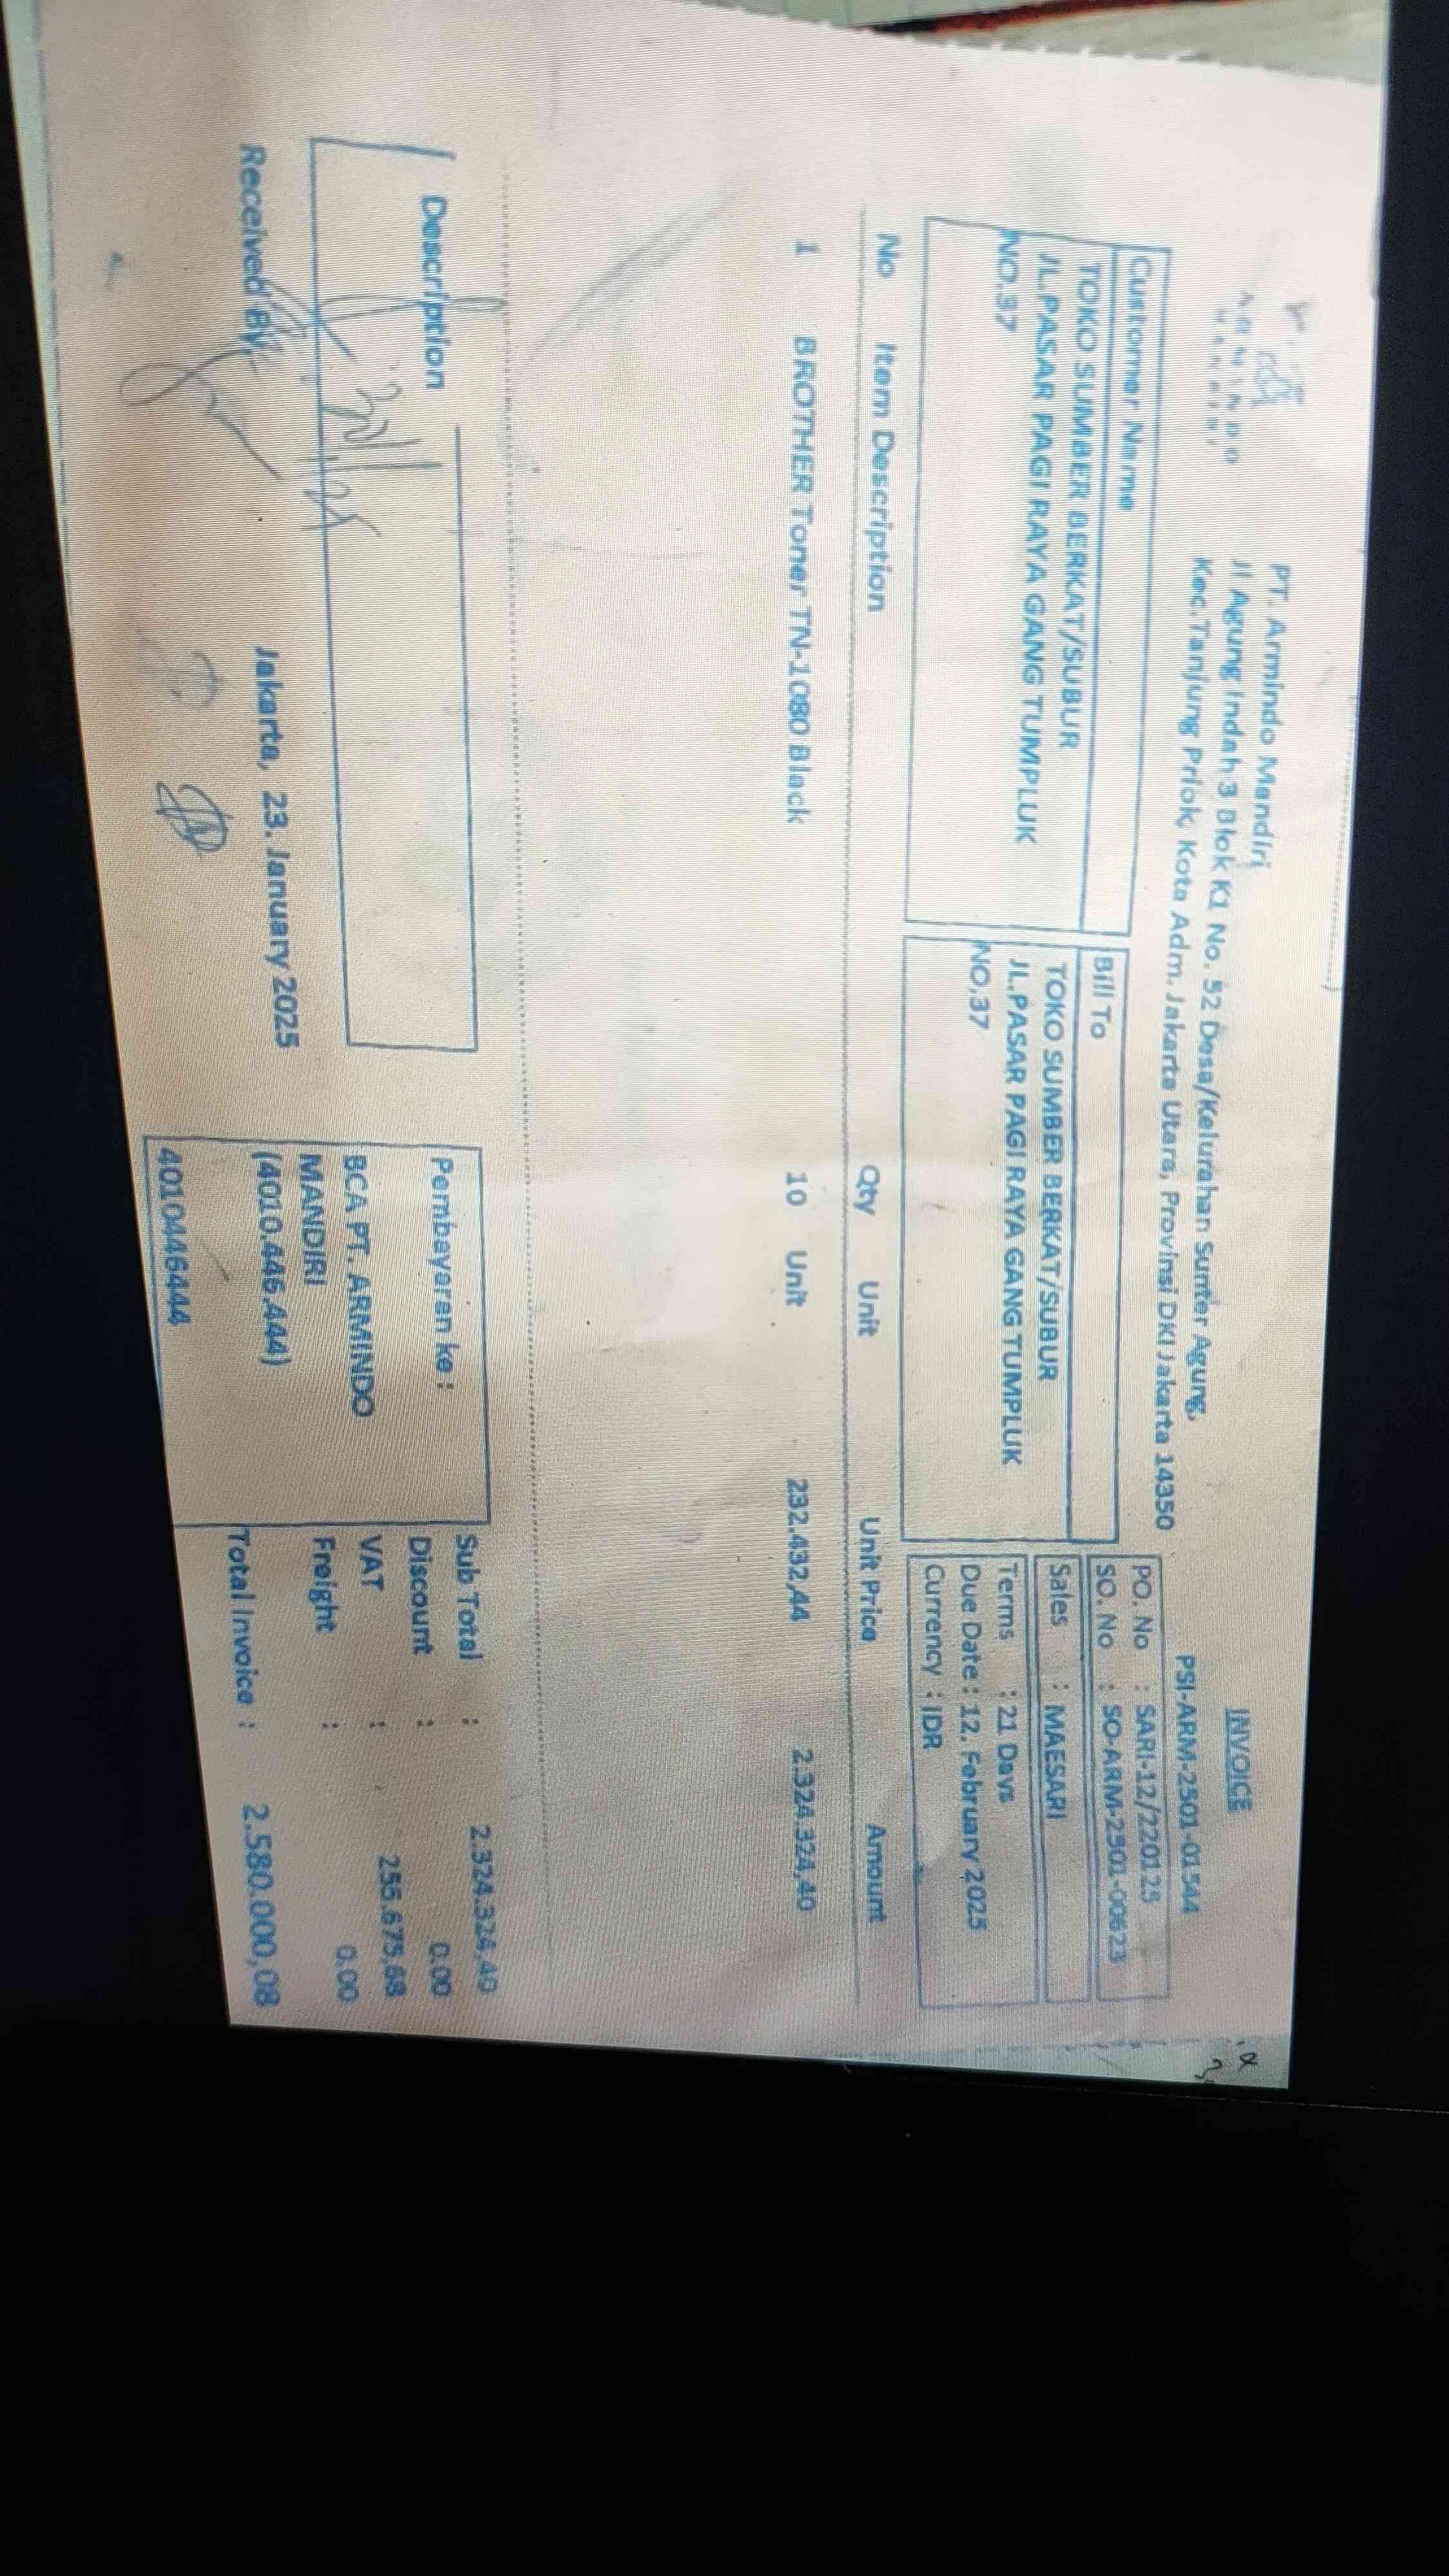 ARMINDO
MANDIRI
PT. Armindo Mandiri
Jl Agung Indah 3 Blok K1 No. 52 Desa/Kelurahan Sunter Agung,
Kec.Tanjung Priok, Kota Adm. Jakarta Utara, Provinsi DKI Jakarta 14350
INVOICE
PSI-ARM-2501-01544
Customer Name
TOKO SUMBER BERKAT/SUBUR
JL.PASAR PAGI RAYA GANG TUMPLUK
NO.37
Bill To
TOKO SUMBER BERKAT/SUBUR
JL.PASAR PAGI RAYA GANG TUMPLUK
NO.37
PO. No : SARI-12/220125
SO. No : SO-ARM-2501-00623
Sales : MAESARI
Terms : 21 Days
Due Date : 12. February 2025
Currency : IDR
No Item Description Qty Unit Unit Price Amount
1 BROTHER Toner TN-1080 Black 10 Unit 232.432,44 2.324.324,40
Description
Pembayaran ke :
BCA PT. ARMINDO
MANDIRI
(4010.446.444)
4010446444
Sub Total : 2.324.324,40
Discount : 0.00
VAT : 255.675,68
Freight : 0.00
Total Invoice : 2.580.000,08
Received By. Jakarta, 23. January 2025